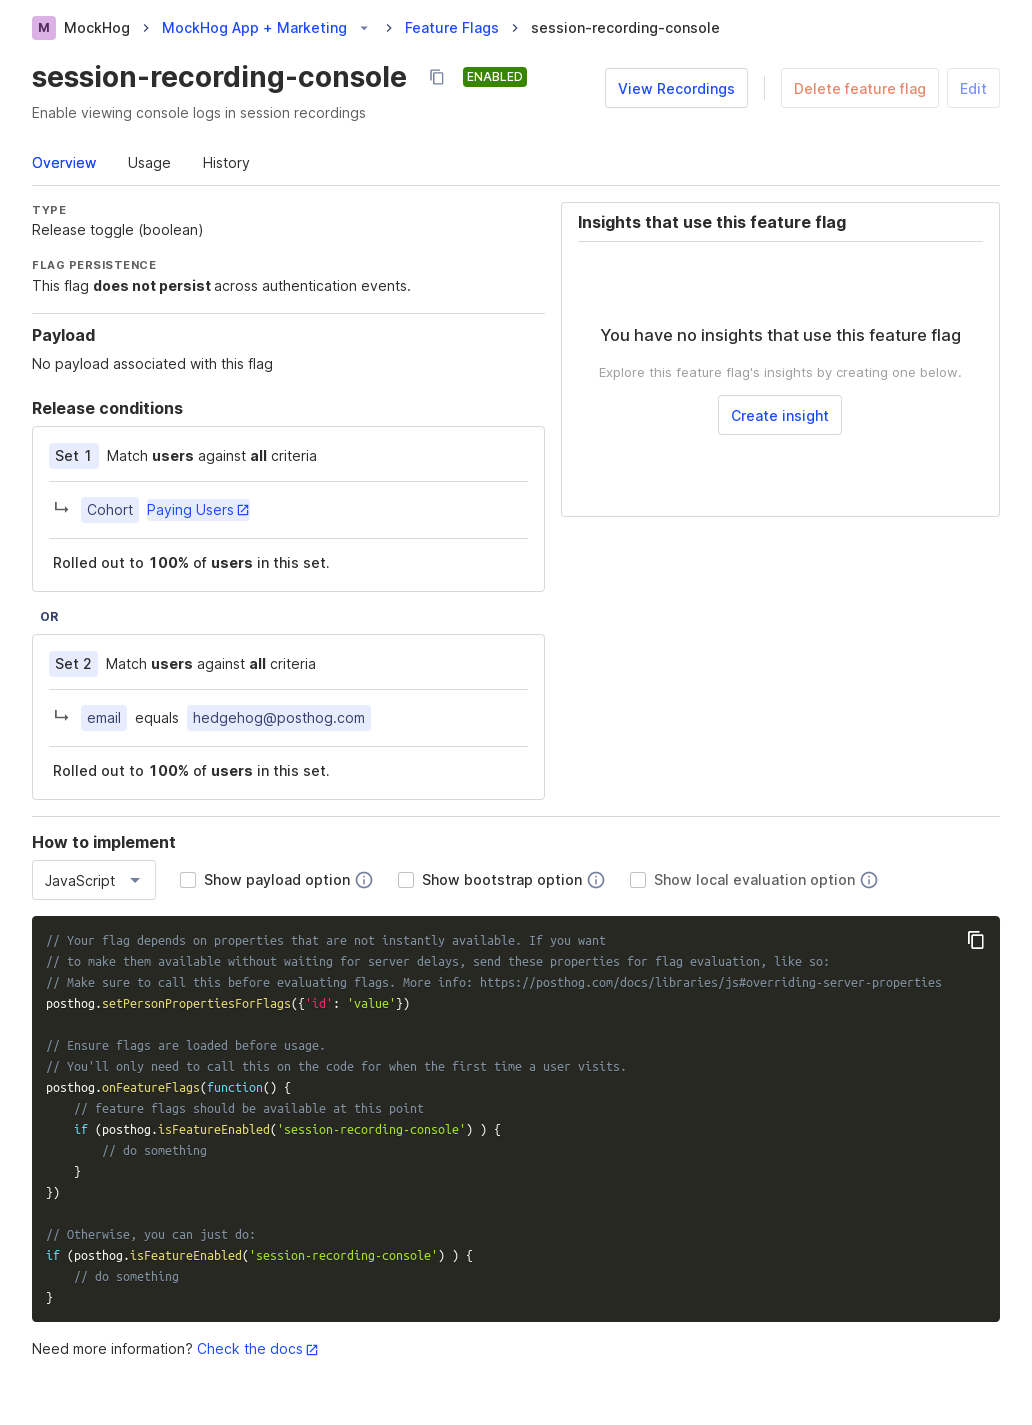 M MockHog > MockHog App + Marketing > Feature Flags > session-recording-console
session-recording-console ENABLED View Recordings Delete feature flag Edit
Enable viewing console logs in session recordings
Overview Usage History
TYPE
Release toggle (boolean)
FLAG PERSISTENCE
This flag does not persist across authentication events.
Payload
No payload associated with this flag
Release conditions
Set 1 Match users against all criteria
Cohort Paying Users
Rolled out to 100% of users in this set.
OR
Set 2 Match users against all criteria
email equals hedgehog@posthog.com
Rolled out to 100% of users in this set.
Insights that use this feature flag
You have no insights that use this feature flag
Explore this feature flag's insights by creating one below.
Create insight
How to implement
JavaScript Show payload option Show bootstrap option Show local evaluation option
// Your flag depends on properties that are not instantly available. If you want
// to make them available without waiting for server delays, send these properties for flag evaluation, like so:
// Make sure to call this before evaluating flags. More info: https://posthog.com/docs/libraries/js#overriding-server-properties
posthog.setPersonPropertiesForFlags({'id': 'value'})
// Ensure flags are loaded before usage.
// You'll only need to call this on the code for when the first time a user visits.
posthog.onFeatureFlags(function() {
    // feature flags should be available at this point
    if (posthog.isFeatureEnabled('session-recording-console') ) {
        // do something
    }
})
// Otherwise, you can just do:
if (posthog.isFeatureEnabled('session-recording-console') ) {
    // do something
}
Need more information? Check the docs